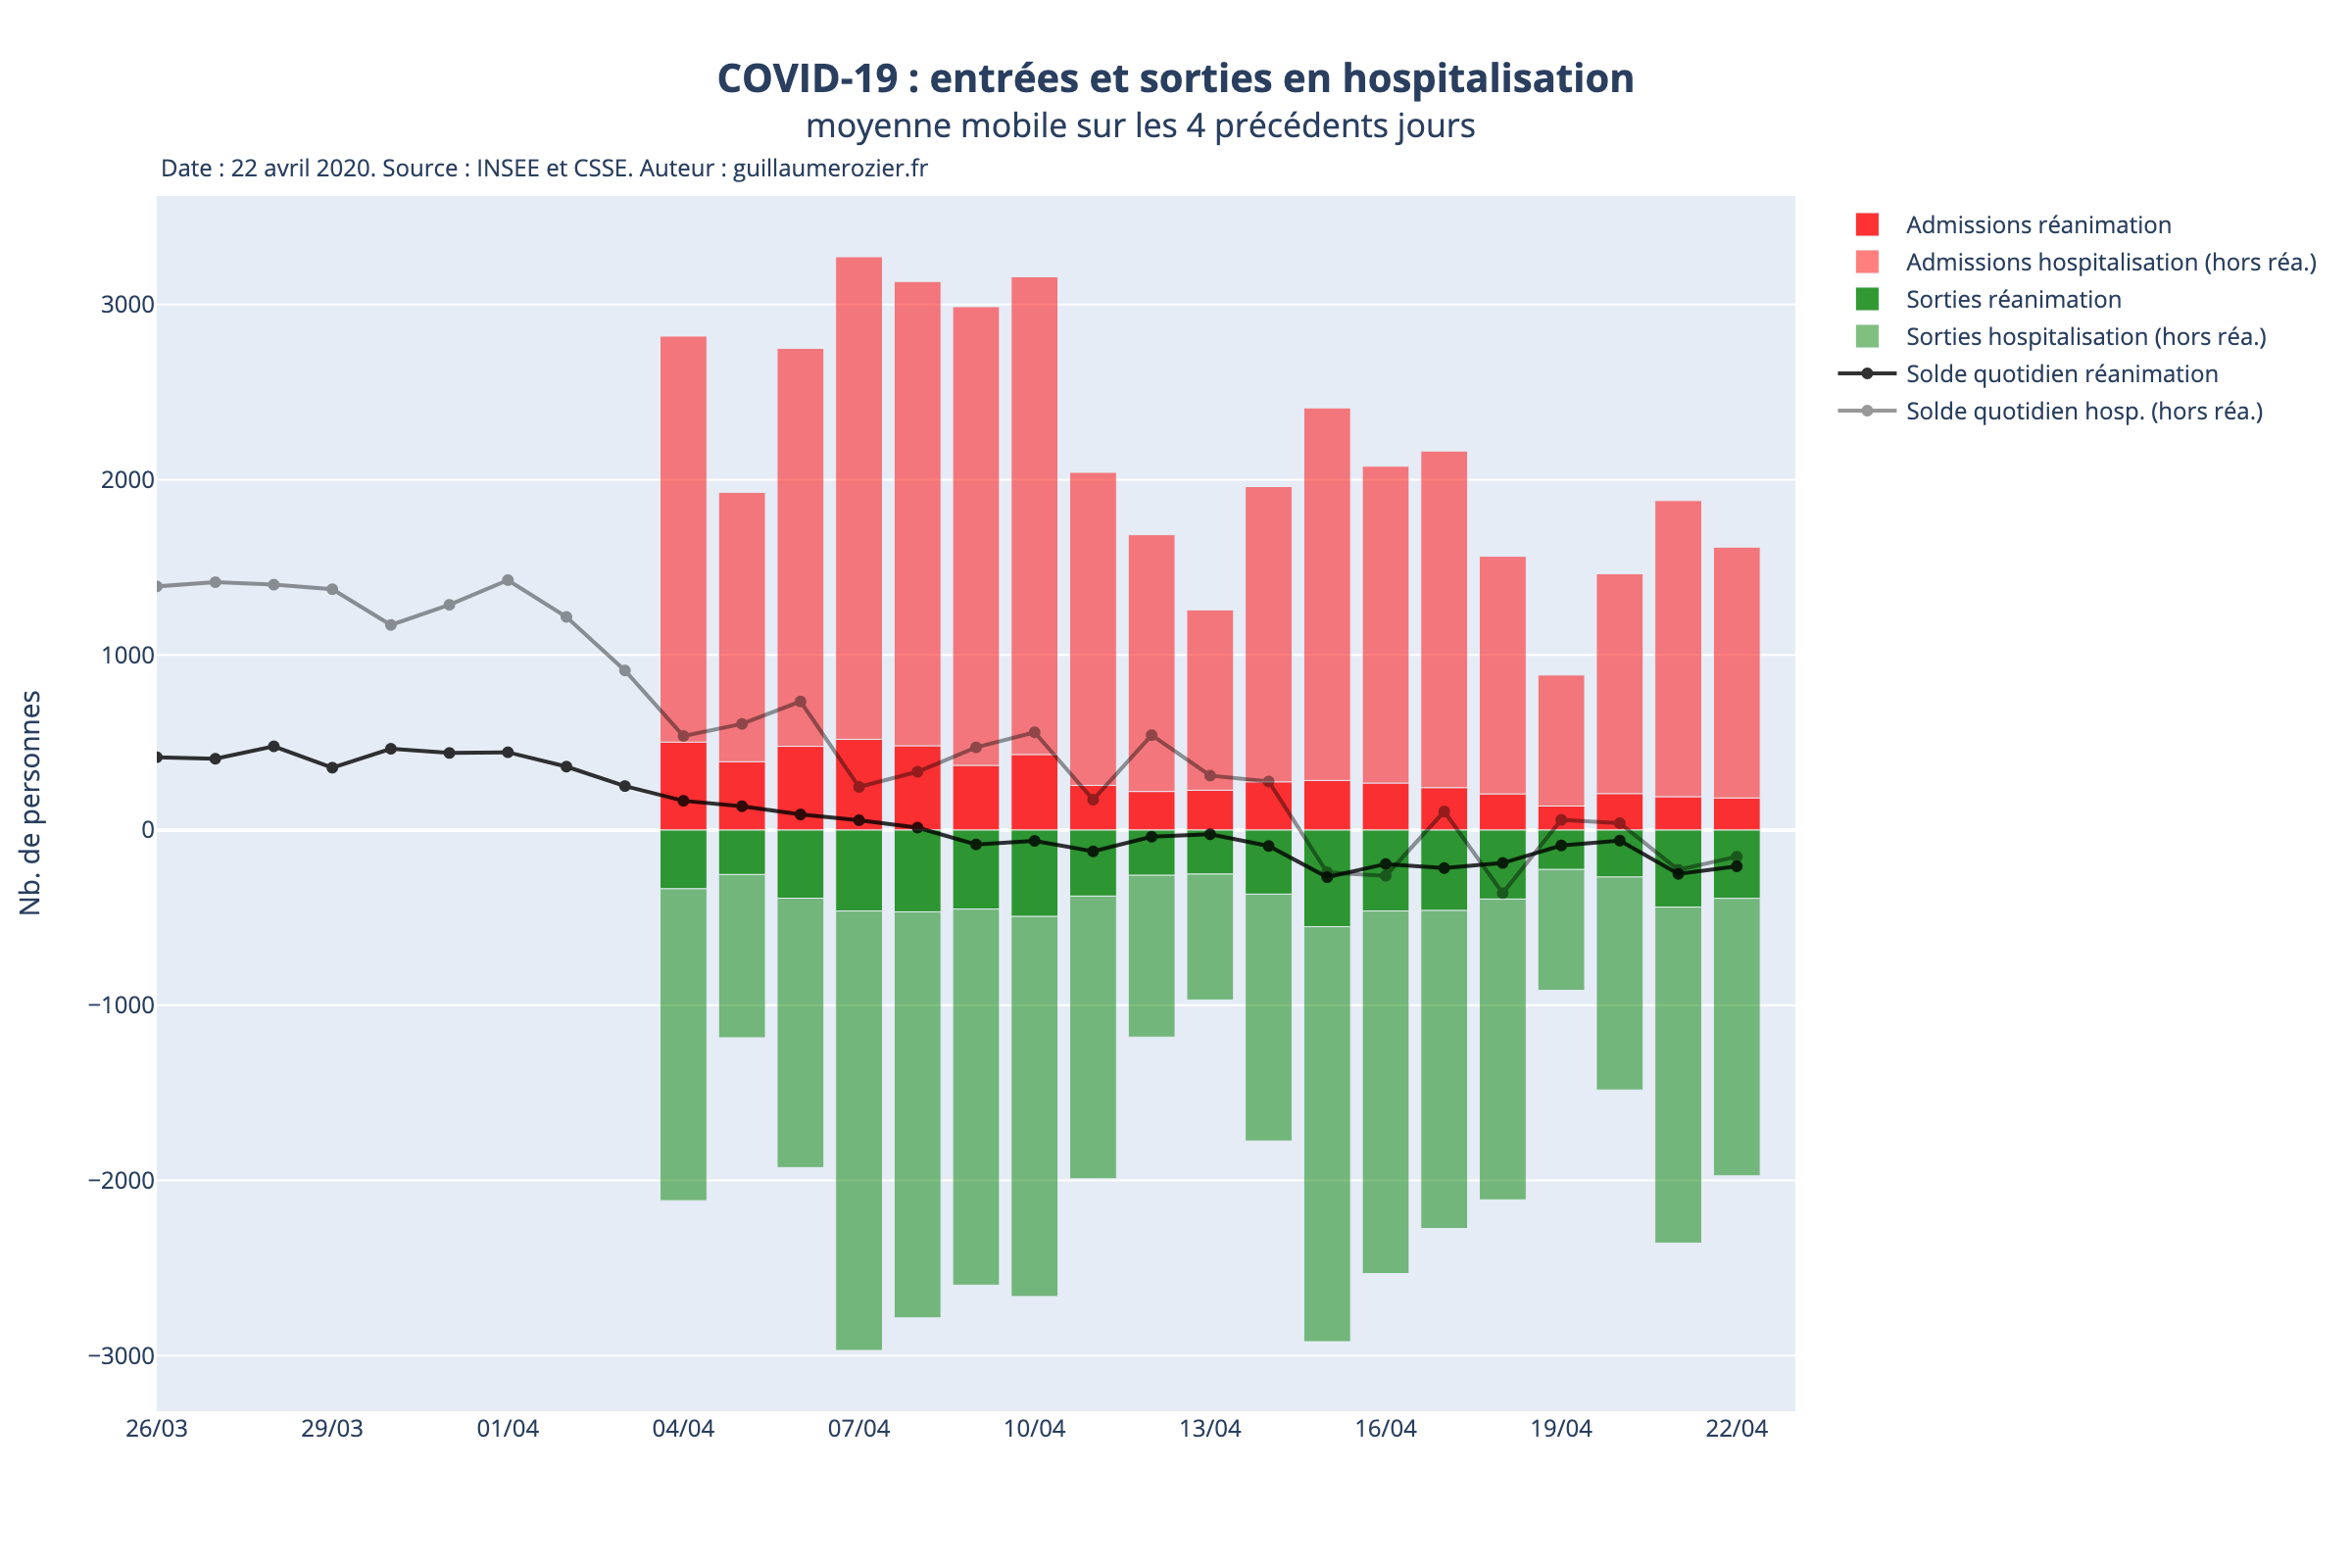 COVID-19 : entrées et sorties en hospitalisation
moyenne mobile sur les 4 précédents jours
Date : 22 avril 2020. Source : INSEE et CSSE. Auteur : guillaumerozier.fr
Admissions réanimation
Admissions hospitalisation (hors réa.)
Sorties réanimation
Sorties hospitalisation (hors réa.)
Solde quotidien réanimation
Solde quotidien hosp. (hors réa.)
Nb. de personnes
3000
2000
1000
0
−1000
−2000
−3000
26/03 29/03 01/04 04/04 07/04 10/04 13/04 16/04 19/04 22/04